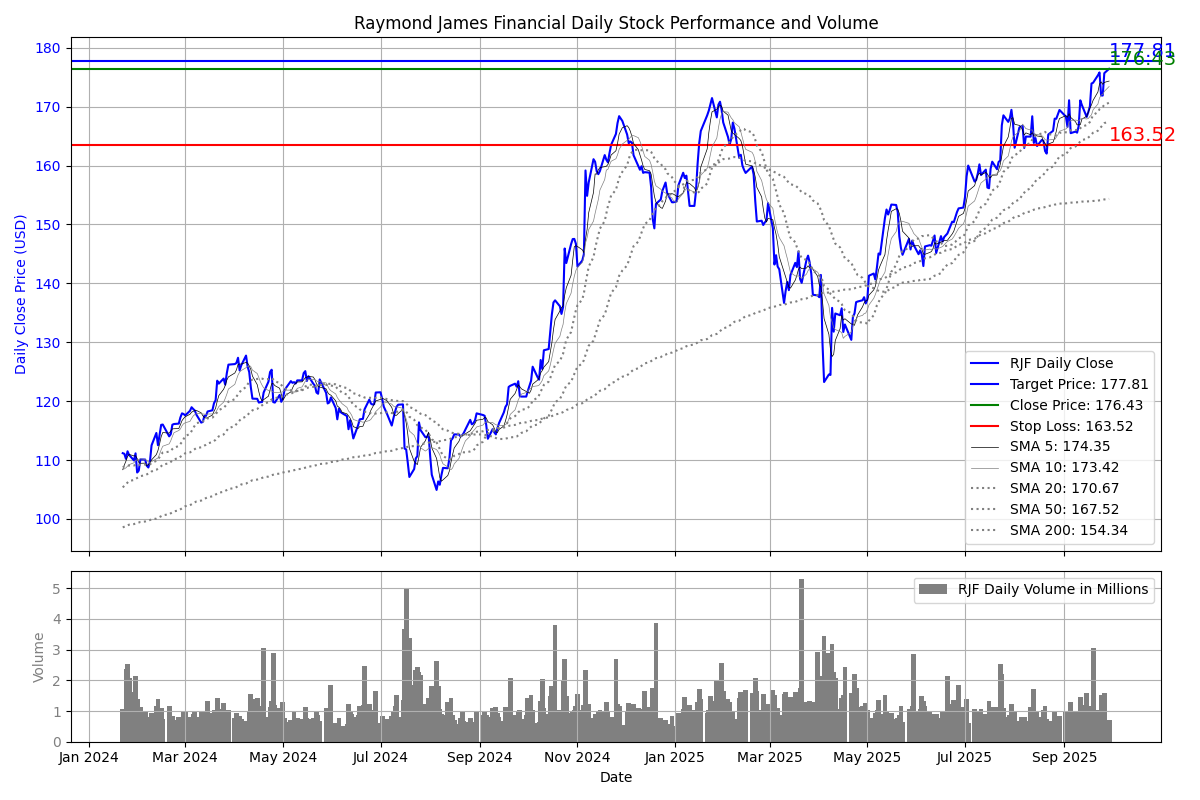 Raymond James Financial Daily Stock Performance and Volume
Daily Close Price (USD)
180
170
160
150
140
130
120
110
100
177.81
176.43
163.52
RJF Daily Close
Target Price: 177.81
Close Price: 176.43
Stop Loss: 163.52
SMA 5: 174.35
SMA 10: 173.42
SMA 20: 170.67
SMA 50: 167.52
SMA 200: 154.34
Volume
5
4
3
2
1
0
RJF Daily Volume in Millions
Jan 2024
Mar 2024
May 2024
Jul 2024
Sep 2024
Nov 2024
Jan 2025
Mar 2025
May 2025
Jul 2025
Sep 2025
Date